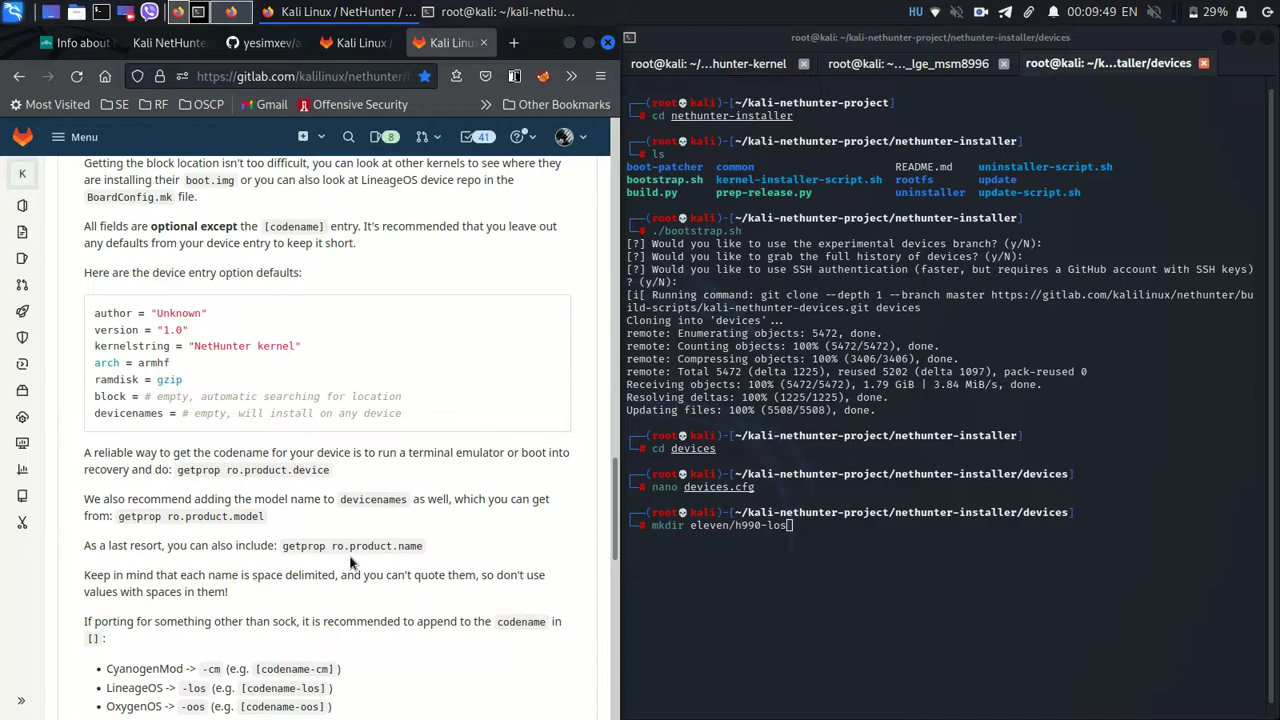 Kali Linux / NetHunter / ...
root@kali: ~/kali-nethu...
HU
00:09:49 EN
29%
Info about
Kali NetHunte
yesimxev/a
Kali Linux /
Kali Linu
https://gitlab.com/kalilinux/nethunter/
Most Visited
SE
RF
OSCP
Gmail
Offensive Security
Other Bookmarks
Menu
8
41
K
Getting the block location isn't too difficult, you can look at other kernels to see where they
are installing their boot.img or you can also look at LineageOS device repo in the
BoardConfig.mk file.
All fields are optional except the [codename] entry. It's recommended that you leave out
any defaults from your device entry to keep it short.
Here are the device entry option defaults:
author = "Unknown"
version = "1.0"
kernelstring = "NetHunter kernel"
arch = armhf
ramdisk = gzip
block = # empty, automatic searching for location
devicenames = # empty, will install on any device
A reliable way to get the codename for your device is to run a terminal emulator or boot into
recovery and do: getprop ro.product.device
We also recommend adding the model name to devicenames as well, which you can get
from: getprop ro.product.model
As a last resort, you can also include: getprop ro.product.name
Keep in mind that each name is space delimited, and you can't quote them, so don't use
values with spaces in them!
If porting for something other than sock, it is recommended to append to the codename in
[]:
• CyanogenMod -> -cm (e.g. [codename-cm])
• LineageOS -> -los (e.g. [codename-los])
• OxygenOS -> -oos (e.g. [codename-oos])
root@kali: ~/kali-nethunter-project/nethunter-installer/devices
root@kali: ~/...hunter-kernel
root@kali: ~..._lge_msm8996
root@kali: ~/k...taller/devices
(root💀kali)-[~/kali-nethunter-project]
# cd nethunter-installer
(root💀kali)-[~/kali-nethunter-project/nethunter-installer]
# ls
boot-patcher common README.md uninstaller-script.sh
bootstrap.sh kernel-installer-script.sh rootfs update
build.py prep-release.py uninstaller update-script.sh
(root💀kali)-[~/kali-nethunter-project/nethunter-installer]
# ./bootstrap.sh
[?] Would you like to use the experimental devices branch? (y/N):
[?] Would you like to grab the full history of devices? (y/N):
[?] Would you like to use SSH authentication (faster, but requires a GitHub account with SSH keys)
? (y/N):
[i[ Running command: git clone --depth 1 --branch master https://gitlab.com/kalilinux/nethunter/bu
ild-scripts/kali-nethunter-devices.git devices
Cloning into 'devices'...
remote: Enumerating objects: 5472, done.
remote: Counting objects: 100% (5472/5472), done.
remote: Compressing objects: 100% (3406/3406), done.
remote: Total 5472 (delta 1225), reused 5202 (delta 1097), pack-reused 0
Receiving objects: 100% (5472/5472), 1.79 GiB | 3.84 MiB/s, done.
Resolving deltas: 100% (1225/1225), done.
Updating files: 100% (5508/5508), done.
(root💀kali)-[~/kali-nethunter-project/nethunter-installer]
# cd devices
(root💀kali)-[~/kali-nethunter-project/nethunter-installer/devices]
# nano devices.cfg
(root💀kali)-[~/kali-nethunter-project/nethunter-installer/devices]
# mkdir eleven/h990-los